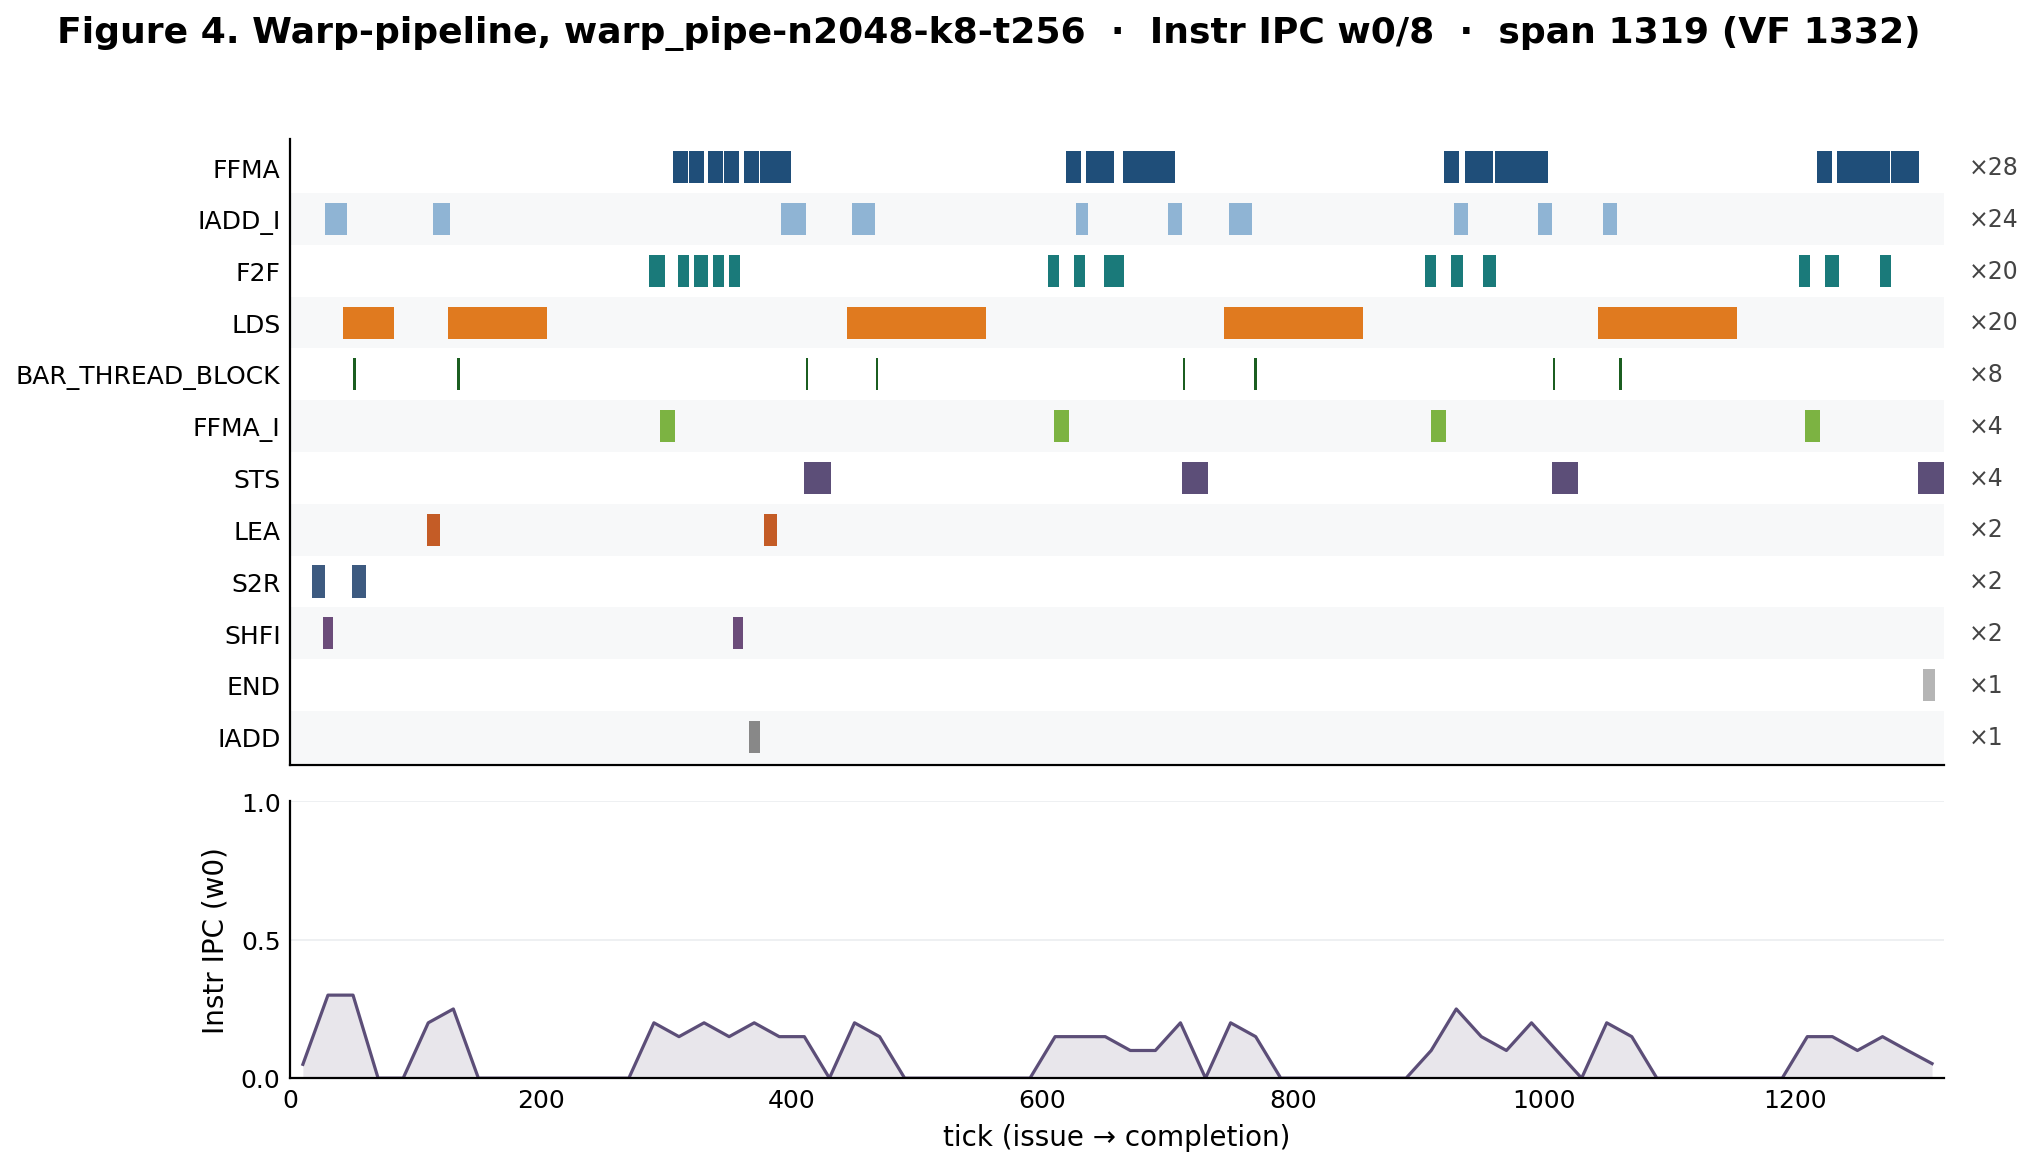 Figure 4. Warp-pipeline, warp_pipe-n2048-k8-t256 · Instr IPC w0/8 · span 1319 (VF 1332)
FFMA ×28
IADD_I ×24
F2F ×20
LDS ×20
BAR_THREAD_BLOCK ×8
FFMA_I ×4
STS ×4
LEA ×2
S2R ×2
SHFI ×2
END ×1
IADD ×1
Instr IPC (w0)
1.0
0.5
0.0
0 200 400 600 800 1000 1200
tick (issue → completion)